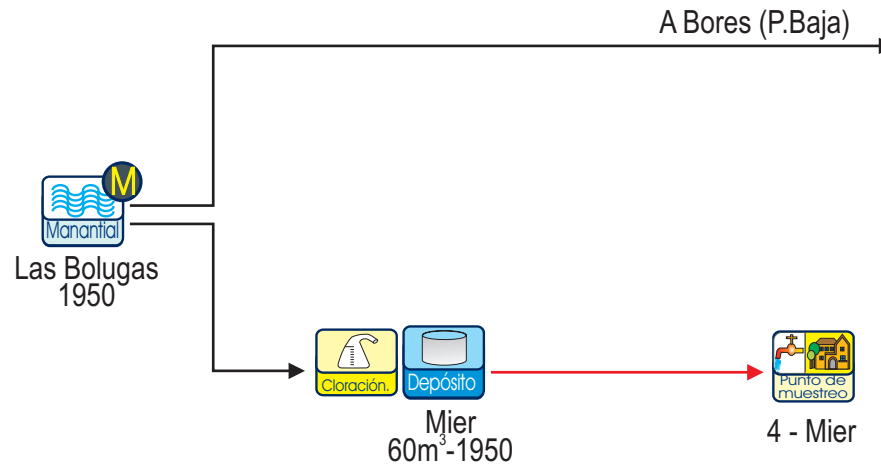 A Bores (P.Baja)
M
Manantial
Las Bolugas
1950
Cloración.
Depósito
Mier
60m³-1950
Punto de
muestreo
4 - Mier